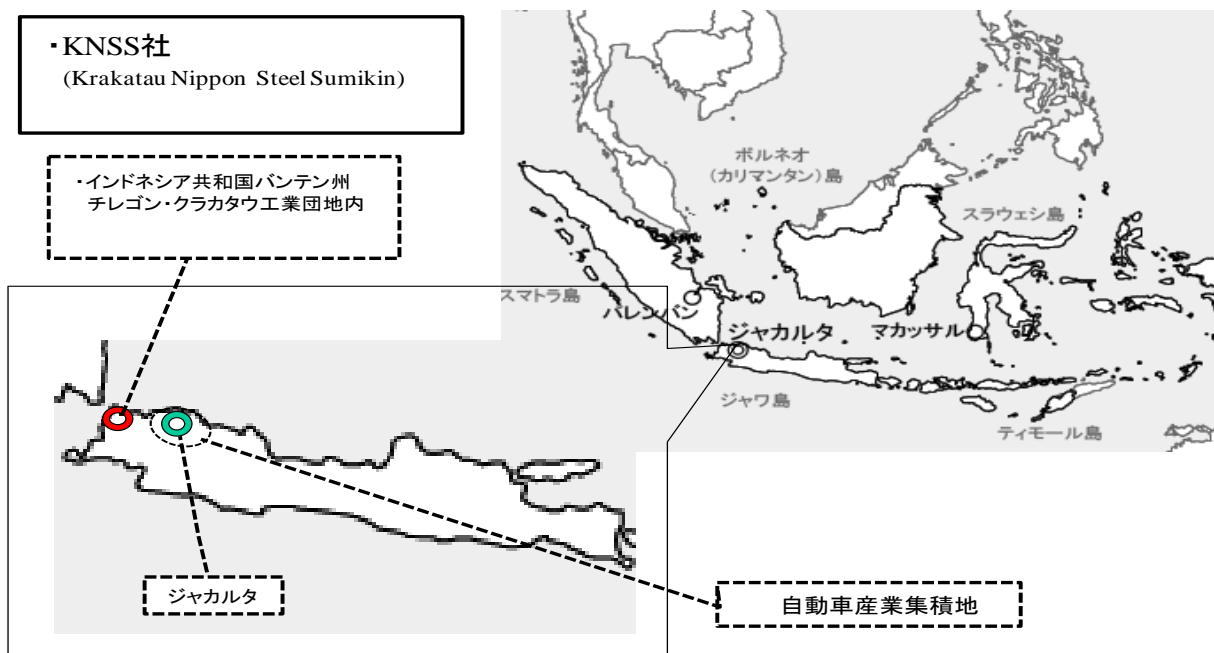 ・KNSS社
(Krakatau Nippon Steel Sumikin)
・インドネシア共和国バンテン州
チレゴン・クラカタウ工業団地内
ボルネオ
(カリマンタン)島
スラウェシ島
スマトラ島
パレンバン
ジャカルタ
マカッサル
ジャワ島
ティモール島
ジャカルタ
自動車産業集積地